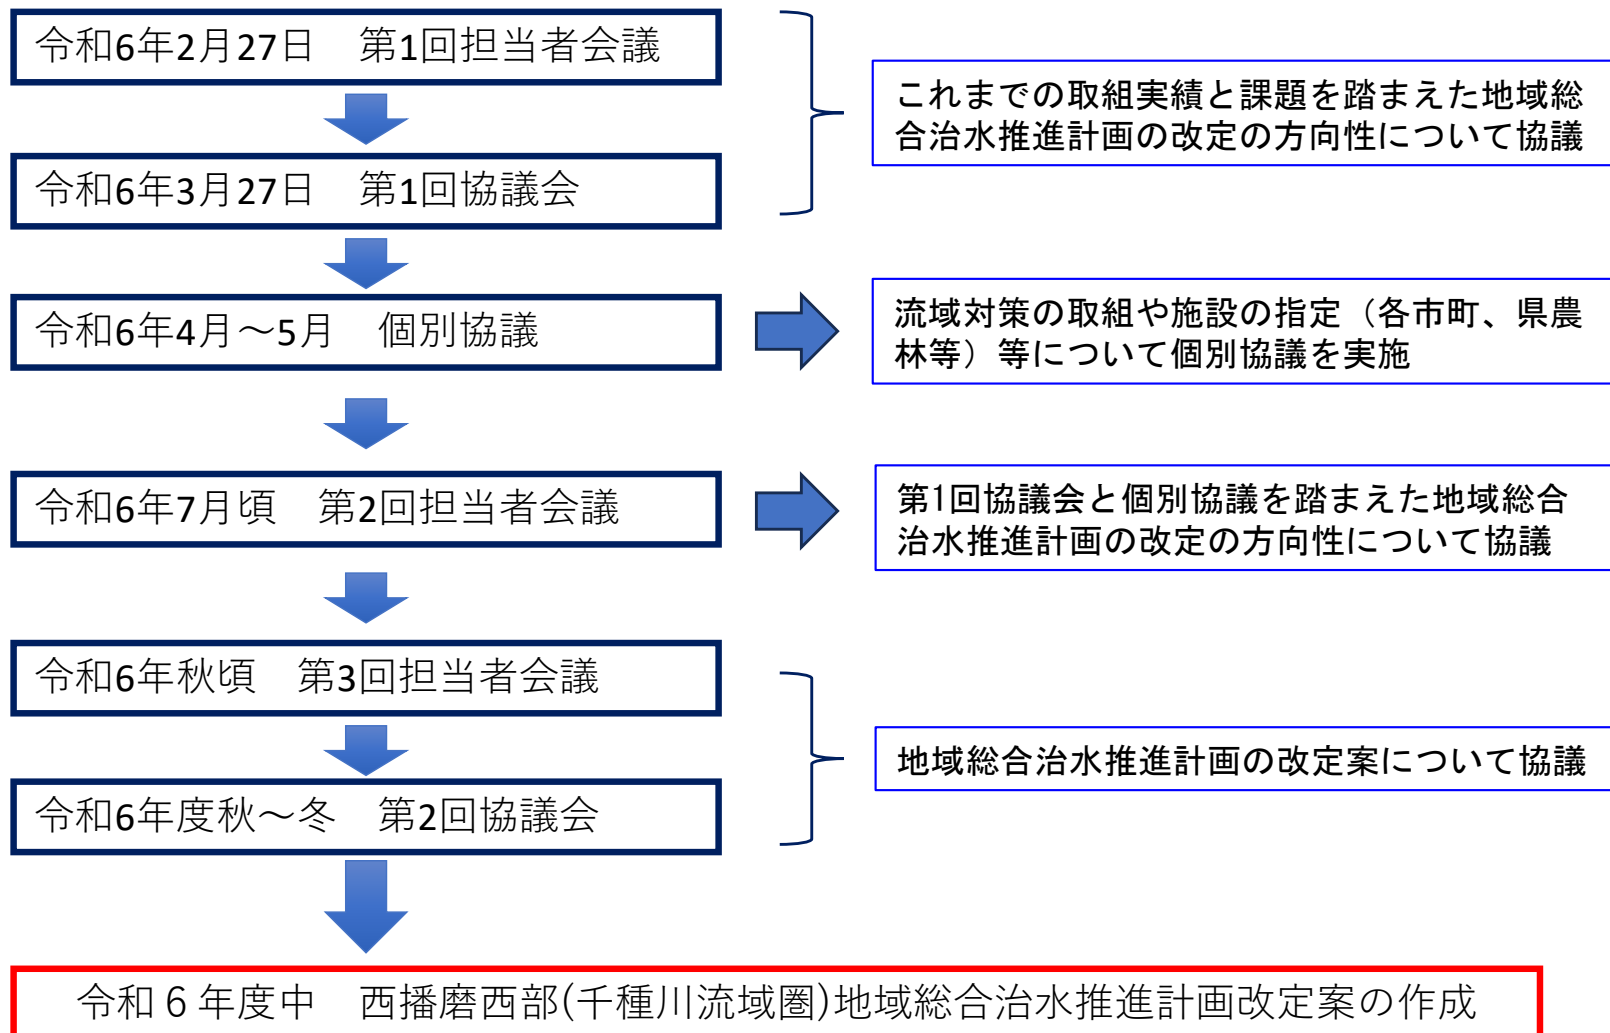 令和6年2月27日　第1回担当者会議
これまでの取組実績と課題を踏まえた地域総
合治水推進計画の改定の方向性について協議
令和6年3月27日　第1回協議会
令和6年4月～5月　個別協議
流域対策の取組や施設の指定（各市町、県農
林等）等について個別協議を実施
令和6年7月頃　第2回担当者会議
第1回協議会と個別協議を踏まえた地域総合
治水推進計画の改定の方向性について協議
令和6年秋頃　第3回担当者会議
地域総合治水推進計画の改定案について協議
令和6年度秋～冬　第2回協議会
令和６年度中　西播磨西部(千種川流域圏)地域総合治水推進計画改定案の作成